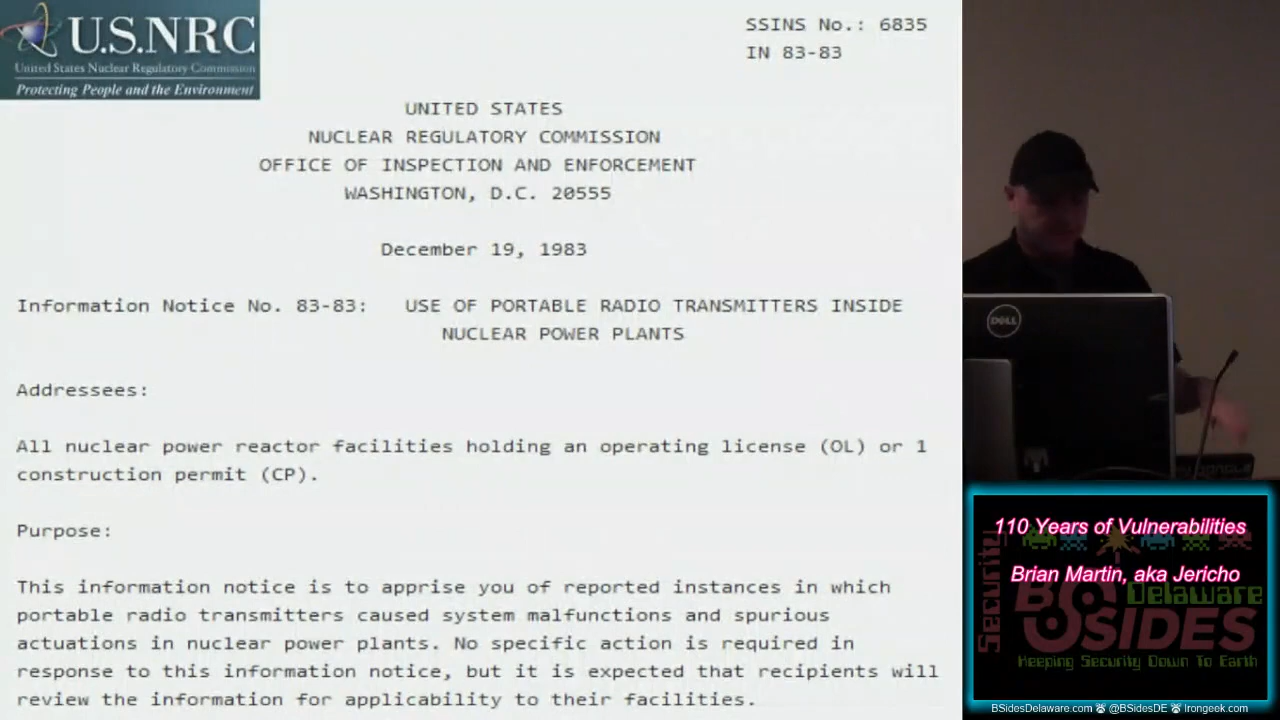 U.S.NRC
United States Nuclear Regulatory Commission
Protecting People and the Environment
SSINS No.: 6835
IN 83-83
UNITED STATES
NUCLEAR REGULATORY COMMISSION
OFFICE OF INSPECTION AND ENFORCEMENT
WASHINGTON, D.C. 20555
December 19, 1983
Information Notice No. 83-83: USE OF PORTABLE RADIO TRANSMITTERS INSIDE
NUCLEAR POWER PLANTS
Addressees:
All nuclear power reactor facilities holding an operating license (OL) or 1
construction permit (CP).
Purpose:
This information notice is to apprise you of reported instances in which
portable radio transmitters caused system malfunctions and spurious
actuations in nuclear power plants. No specific action is required in
response to this information notice, but it is expected that recipients will
review the information for applicability to their facilities.
DELL
110 Years of Vulnerabilities
Brian Martin, aka Jericho
Security
BSIDES
Delaware
Keeping Security Down To Earth
BSidesDelaware.com @BSidesDE Irongeek.com